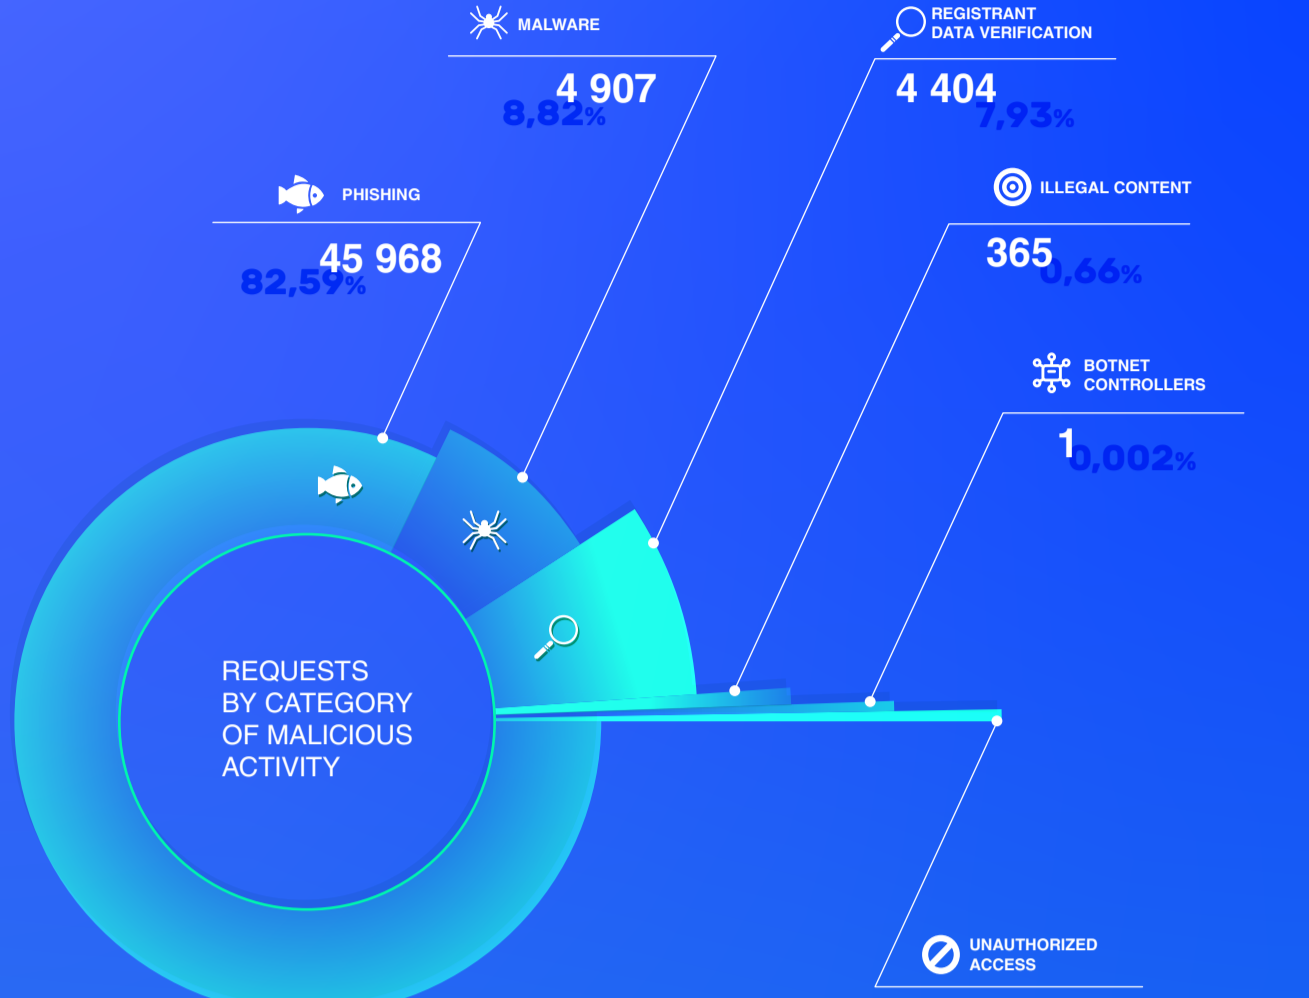 MALWARE
4 907
8,82%
REGISTRANT
DATA VERIFICATION
4 404
7,93%
PHISHING
45 968
82,59%
ILLEGAL CONTENT
365
0,66%
BOTNET
CONTROLLERS
1
0,002%
REQUESTS
BY CATEGORY
OF MALICIOUS
ACTIVITY
UNAUTHORIZED
ACCESS